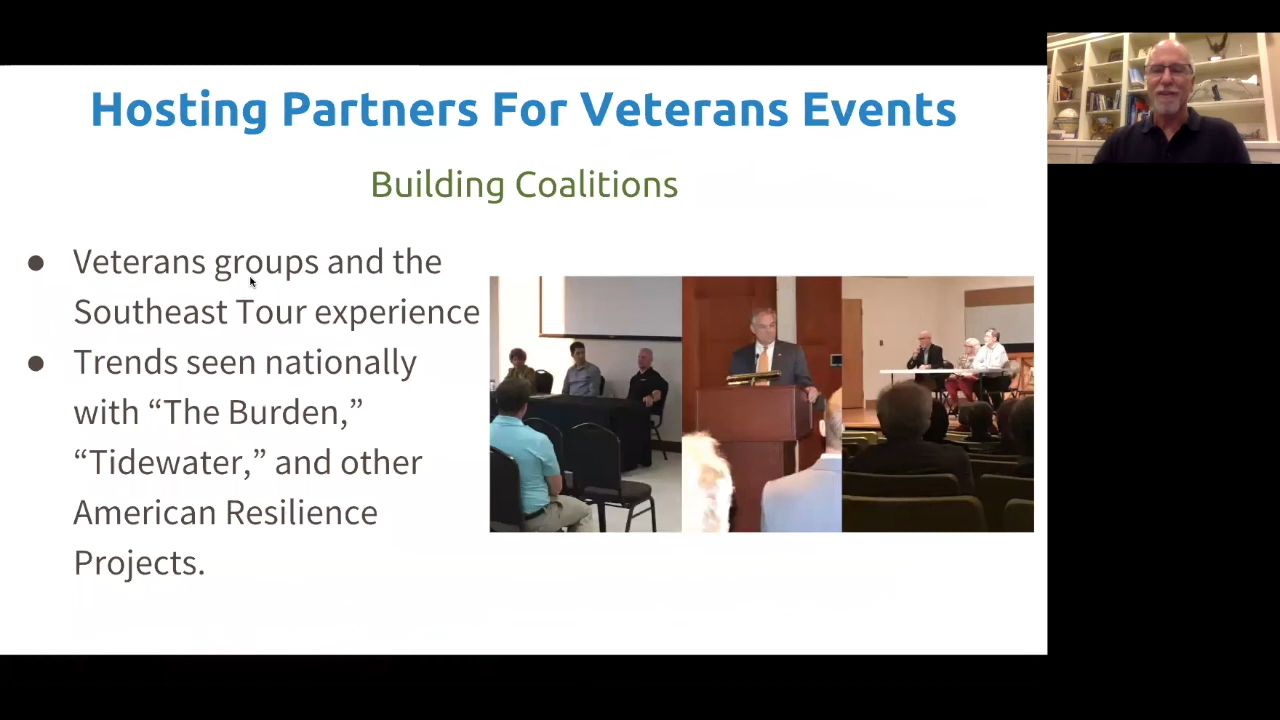 Hosting Partners For Veterans Events
Building Coalitions
● Veterans groups and the
Southeast Tour experience
● Trends seen nationally
with “The Burden,”
“Tidewater,” and other
American Resilience
Projects.